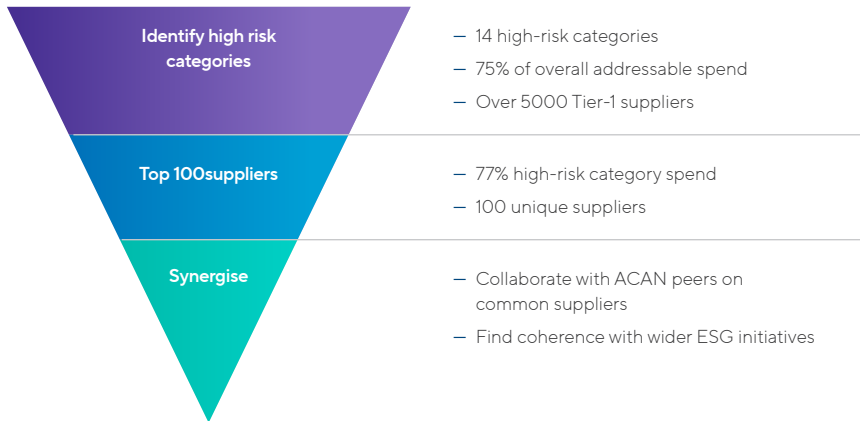 Identify high risk
categories
— 14 high-risk categories
— 75% of overall addressable spend
— Over 5000 Tier-1 suppliers
Top 100suppliers
— 77% high-risk category spend
— 100 unique suppliers
Synergise
— Collaborate with ACAN peers on
common suppliers
— Find coherence with wider ESG initiatives